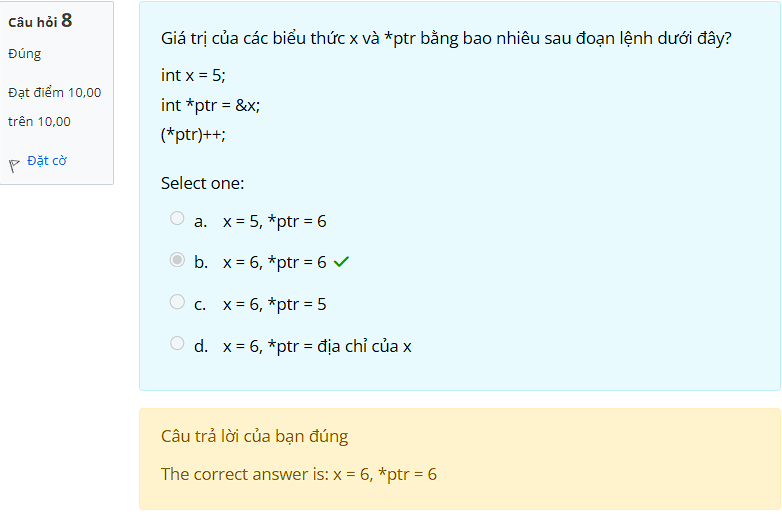 Câu hỏi 8
Đúng
Đạt điểm 10,00
trên 10,00
Đặt cờ
Giá trị của các biểu thức x và *ptr bằng bao nhiêu sau đoạn lệnh dưới đây?
int x = 5;
int *ptr = &x;
(*ptr)++;
Select one:
a. x = 5, *ptr = 6
b. x = 6, *ptr = 6
c. x = 6, *ptr = 5
d. x = 6, *ptr = địa chỉ của x
Câu trả lời của bạn đúng
The correct answer is: x = 6, *ptr = 6